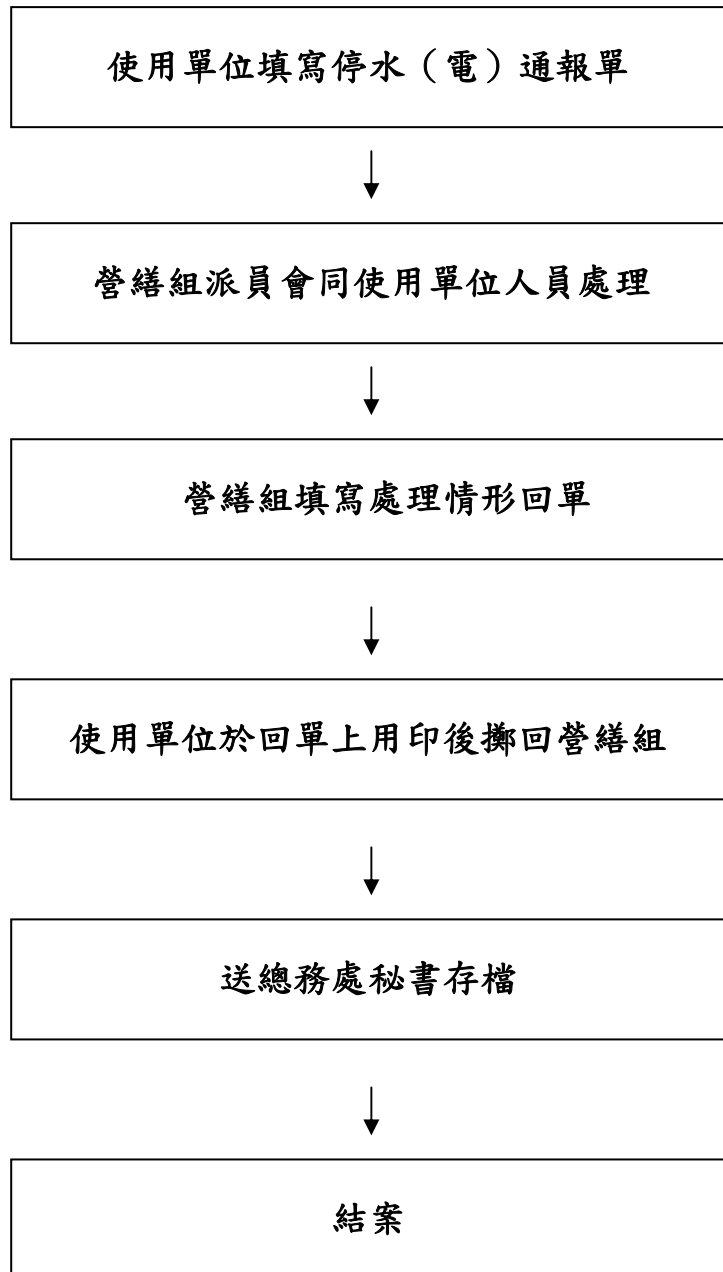 使用單位填寫停水（電）通報單
營繕組派員會同使用單位人員處理
營繕組填寫處理情形回單
使用單位於回單上用印後擲回營繕組
送總務處秘書存檔
結案